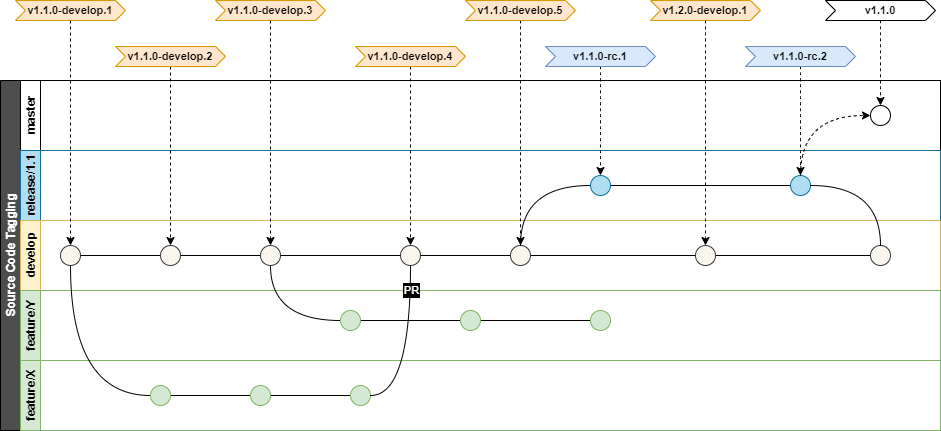 v1.1.0-develop.1
v1.1.0-develop.3
v1.1.0-develop.5
v1.2.0-develop.1
v1.1.0
v1.1.0-develop.2
v1.1.0-develop.4
v1.1.0-rc.1
v1.1.0-rc.2
Source Code Tagging
master
release/1.1
develop
PR
feature/Y
feature/X